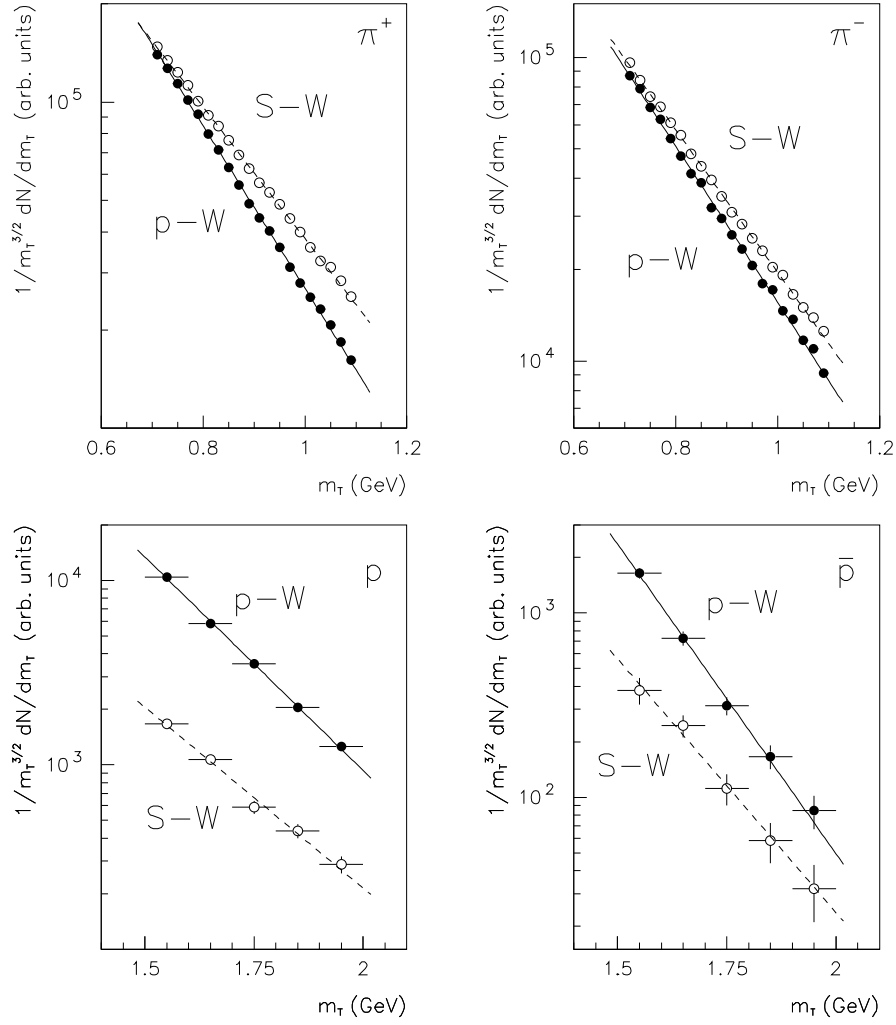 1/m_T^{3/2} dN/dm_T (arb. units)
π⁺
10⁵
S–W
p–W
0.6 0.8 1 1.2
m_T (GeV)
1/m_T^{3/2} dN/dm_T (arb. units)
π⁻
10⁵
S–W
p–W
10⁴
0.6 0.8 1 1.2
m_T (GeV)
1/m_T^{3/2} dN/dm_T (arb. units)
p
10⁴
p–W
10³
S–W
1.5 1.75 2
m_T (GeV)
1/m_T^{3/2} dN/dm_T (arb. units)
p̅
10³
p–W
S–W
10²
1.5 1.75 2
m_T (GeV)